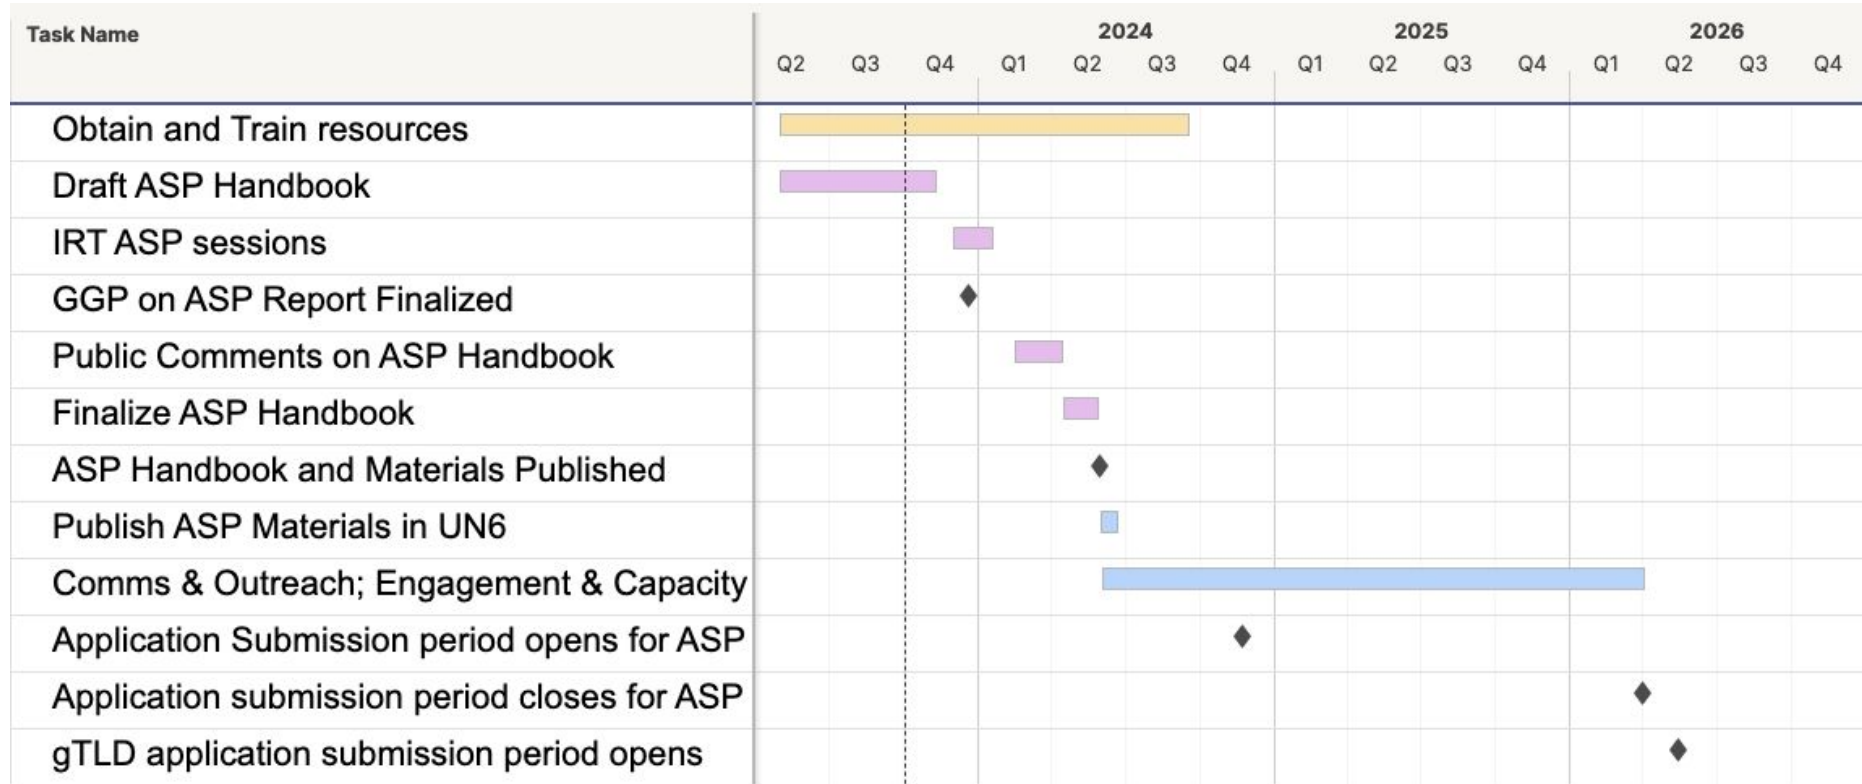 Task Name
2024 2025 2026
Q2 Q3 Q4 Q1 Q2 Q3 Q4 Q1 Q2 Q3 Q4 Q1 Q2 Q3 Q4
Obtain and Train resources
Draft ASP Handbook
IRT ASP sessions
GGP on ASP Report Finalized
Public Comments on ASP Handbook
Finalize ASP Handbook
ASP Handbook and Materials Published
Publish ASP Materials in UN6
Comms & Outreach; Engagement & Capacity
Application Submission period opens for ASP
Application submission period closes for ASP
gTLD application submission period opens